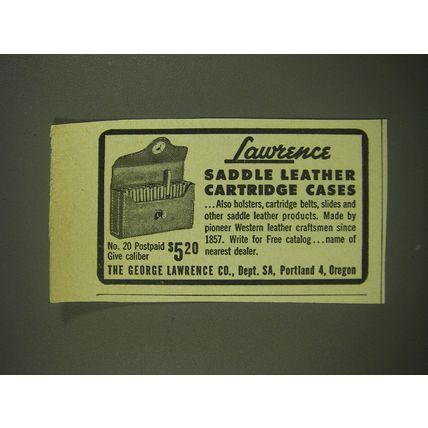 Lawrence
SADDLE LEATHER
CARTRIDGE CASES
...Also holsters, cartridge belts, slides and
other saddle leather products. Made by
pioneer Western leather craftsmen since
1857. Write for Free catalog...name of
nearest dealer.
No. 20 Postpaid
Give caliber
$5.20
THE GEORGE LAWRENCE CO., Dept. SA, Portland 4, Oregon